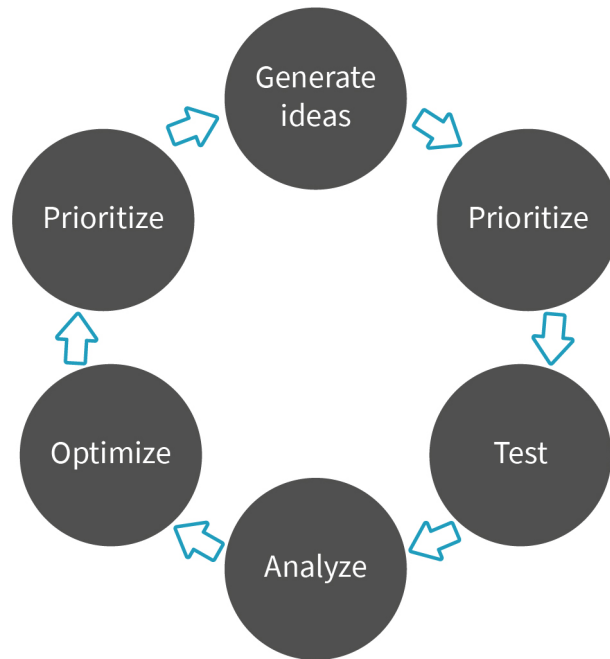 Generate
ideas
Prioritize
Test
Analyze
Optimize
Prioritize